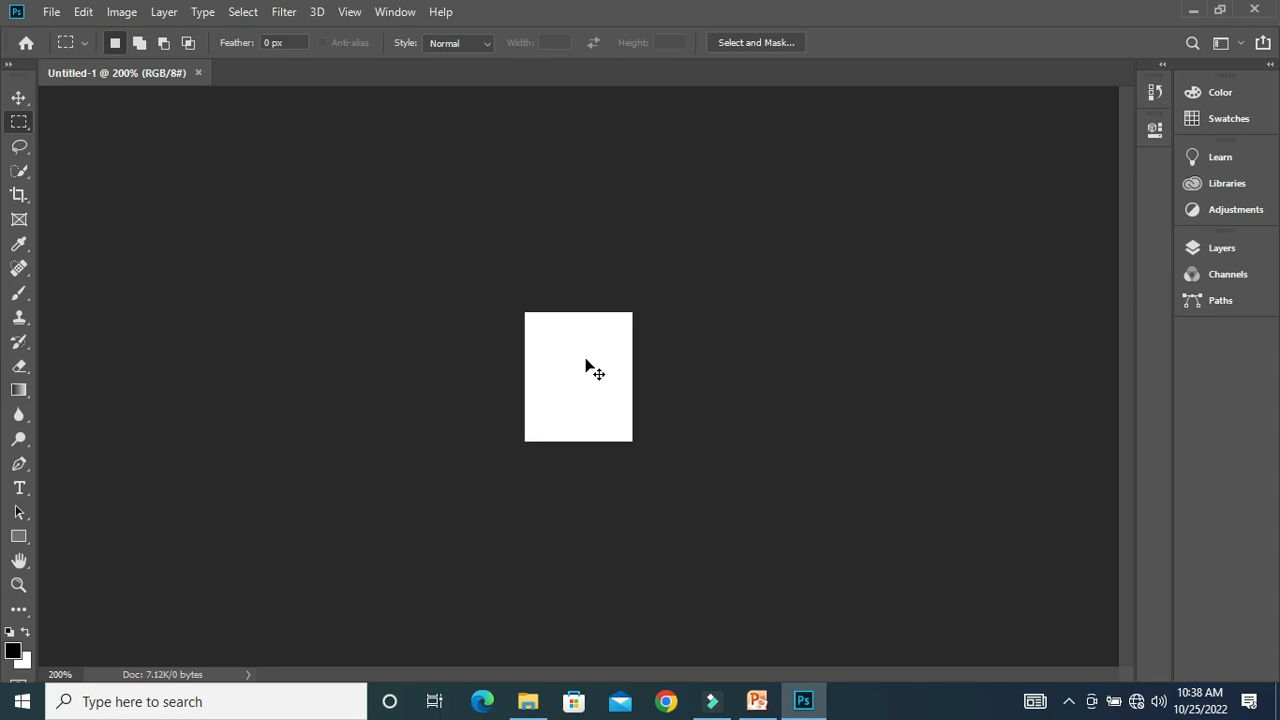 Ps File Edit Image Layer Type Select Filter 3D View Window Help
Feather: 0 px Anti-alias Style: Normal Width: Height: Select and Mask...
Untitled-1 @ 200% (RGB/8#) ×
Color
Swatches
Learn
Libraries
Adjustments
Layers
Channels
Paths
T
200% Doc: 7.12K/0 bytes
Type here to search
Ps
10:38 AM
10/25/2022